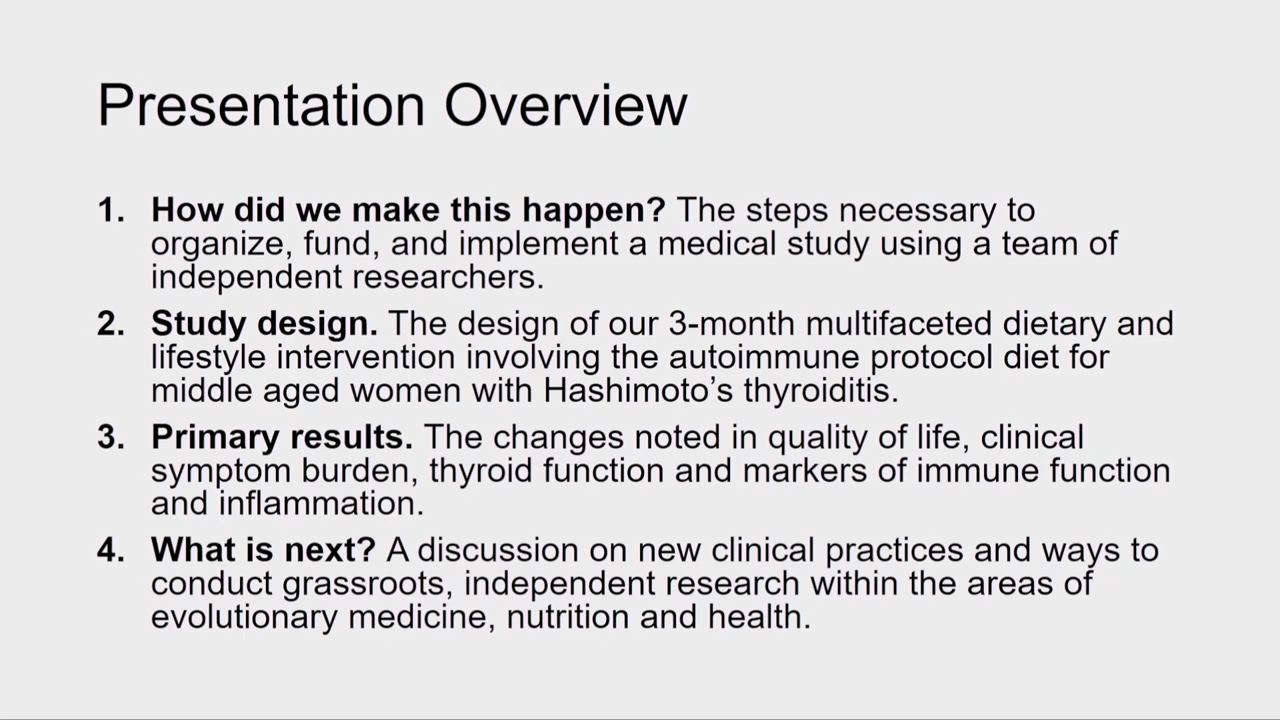 Presentation Overview
1. How did we make this happen? The steps necessary to
organize, fund, and implement a medical study using a team of
independent researchers.
2. Study design. The design of our 3-month multifaceted dietary and
lifestyle intervention involving the autoimmune protocol diet for
middle aged women with Hashimoto’s thyroiditis.
3. Primary results. The changes noted in quality of life, clinical
symptom burden, thyroid function and markers of immune function
and inflammation.
4. What is next? A discussion on new clinical practices and ways to
conduct grassroots, independent research within the areas of
evolutionary medicine, nutrition and health.